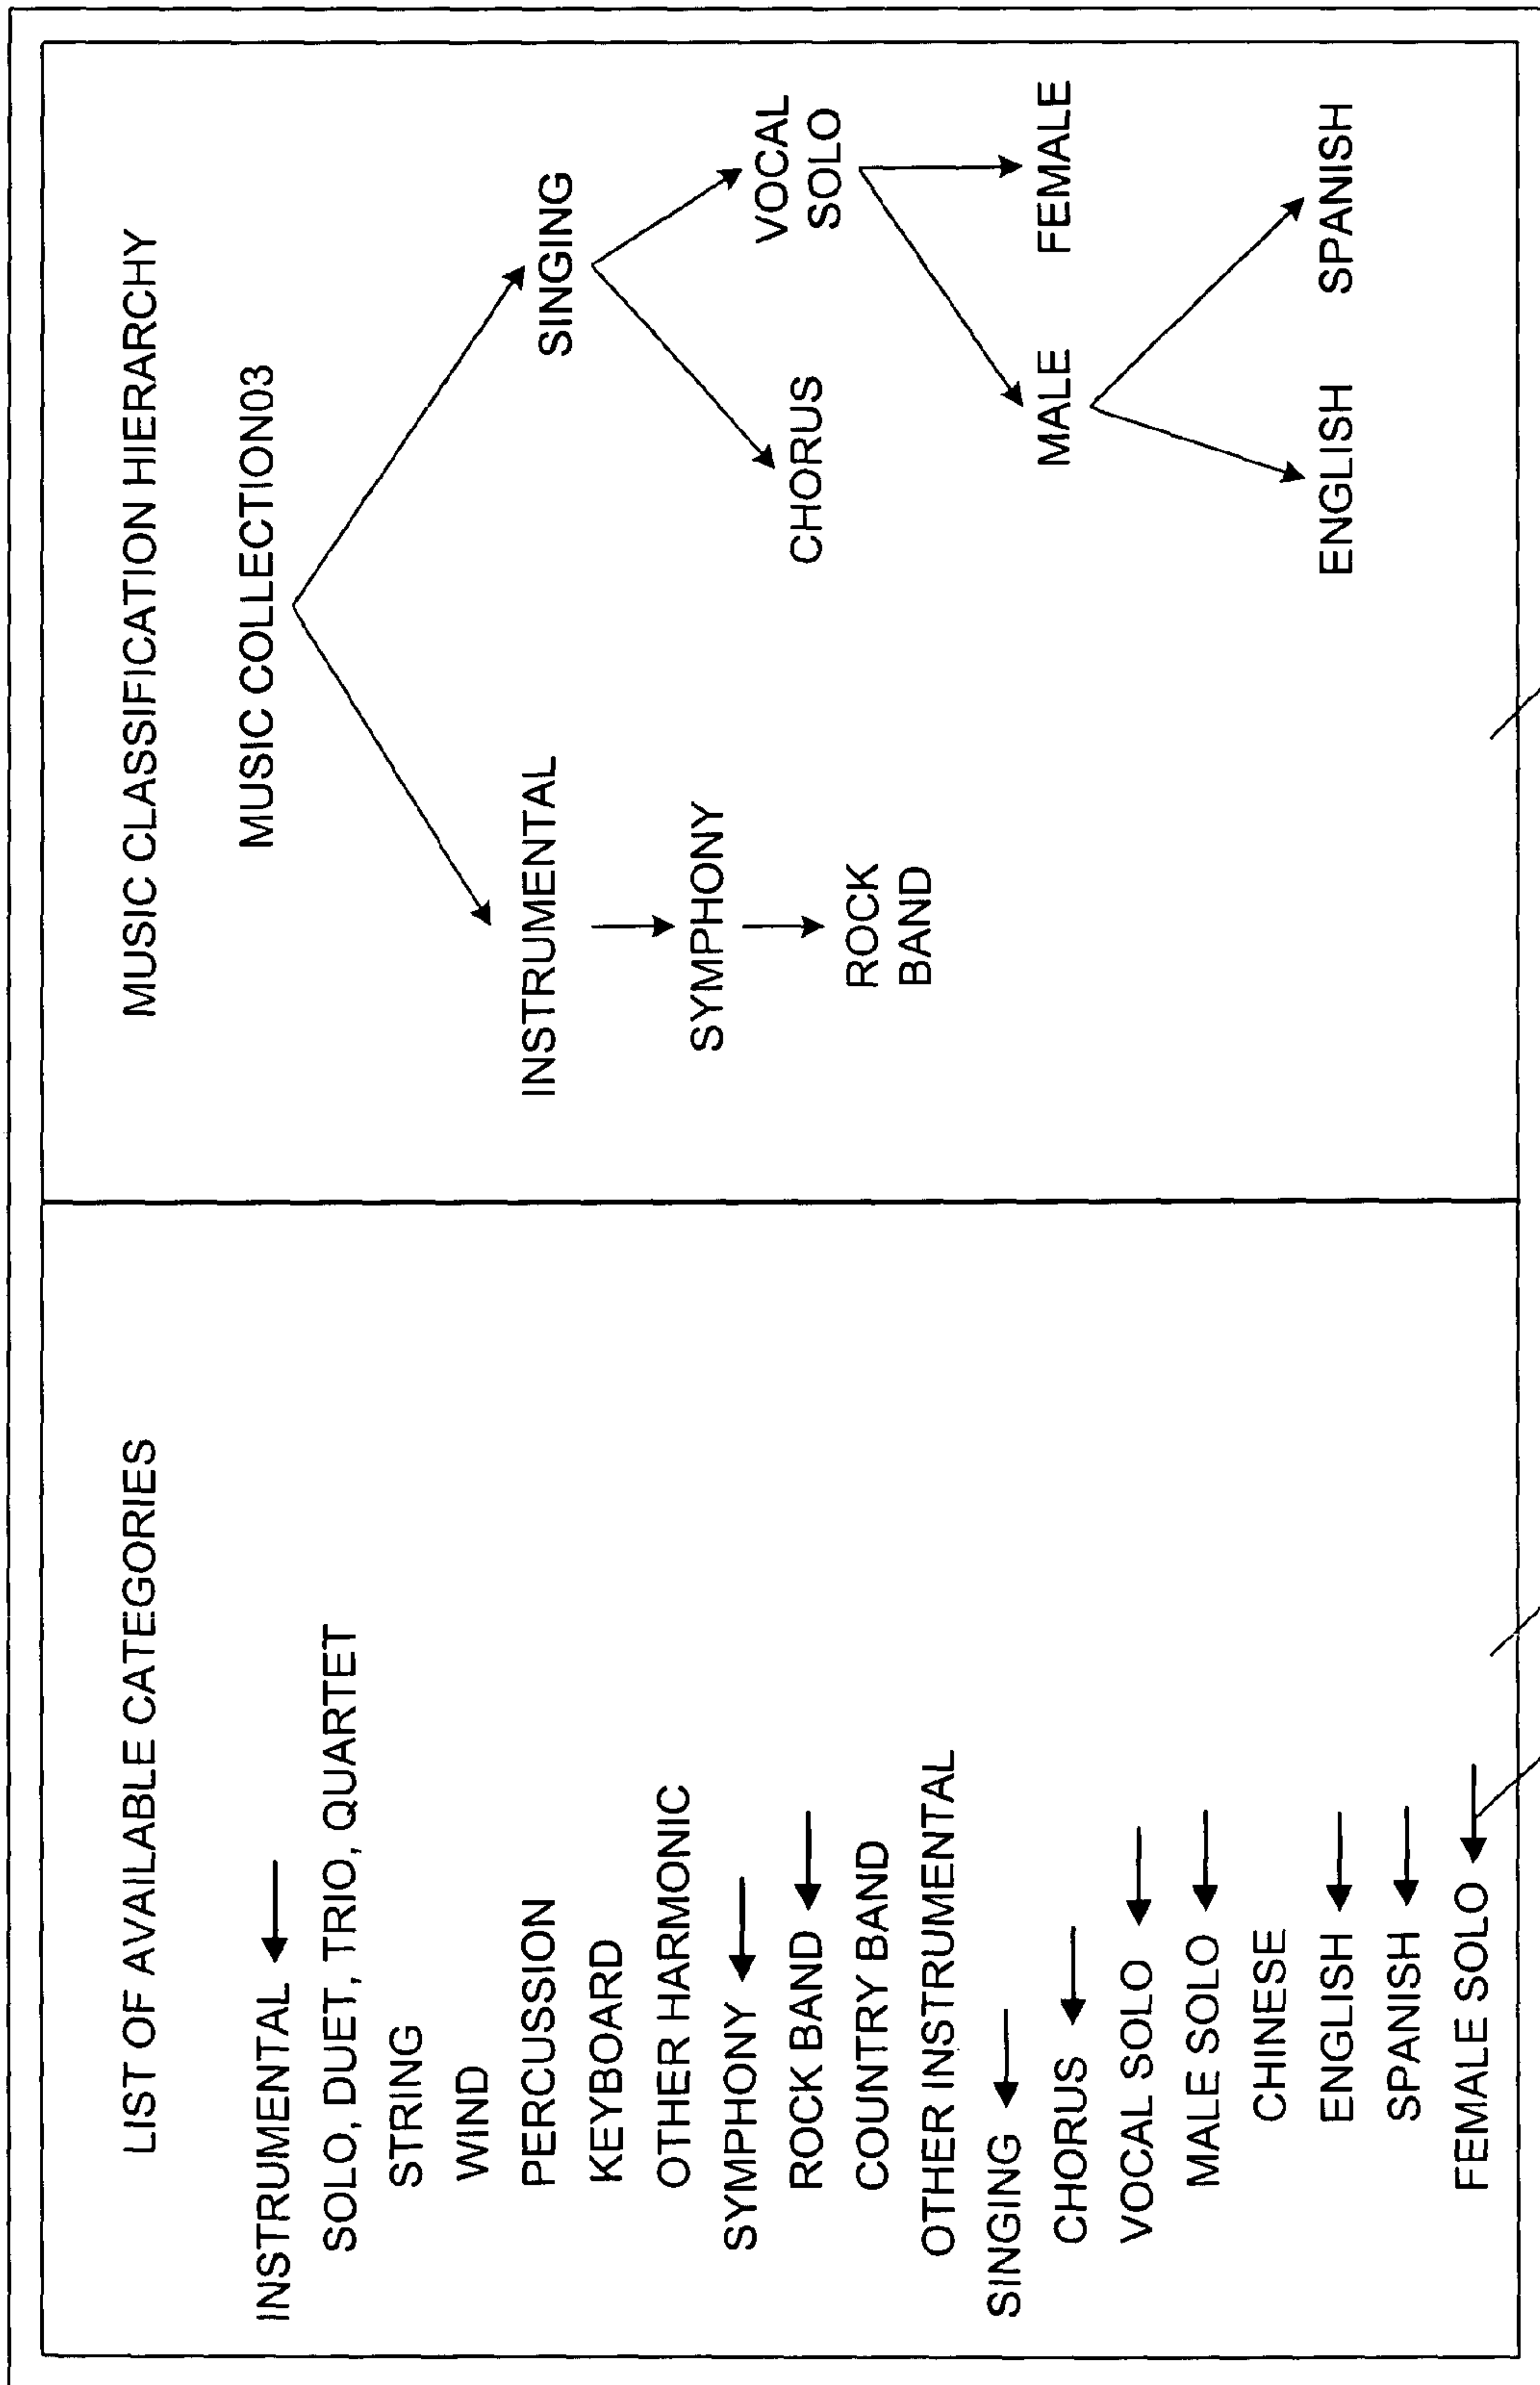 LIST OF AVAILABLE CATEGORIES
INSTRUMENTAL
SOLO, DUET, TRIO, QUARTET
STRING
WIND
PERCUSSION
KEYBOARD
OTHER HARMONIC
SYMPHONY
ROCK BAND
COUNTRY BAND
OTHER INSTRUMENTAL
SINGING
CHORUS
VOCAL SOLO
MALE SOLO
CHINESE
ENGLISH
SPANISH
FEMALE SOLO
MUSIC CLASSIFICATION HIERARCHY
MUSIC COLLECTION03
INSTRUMENTAL
SINGING
SYMPHONY
CHORUS
VOCAL
SOLO
ROCK
BAND
MALE
FEMALE
ENGLISH
SPANISH